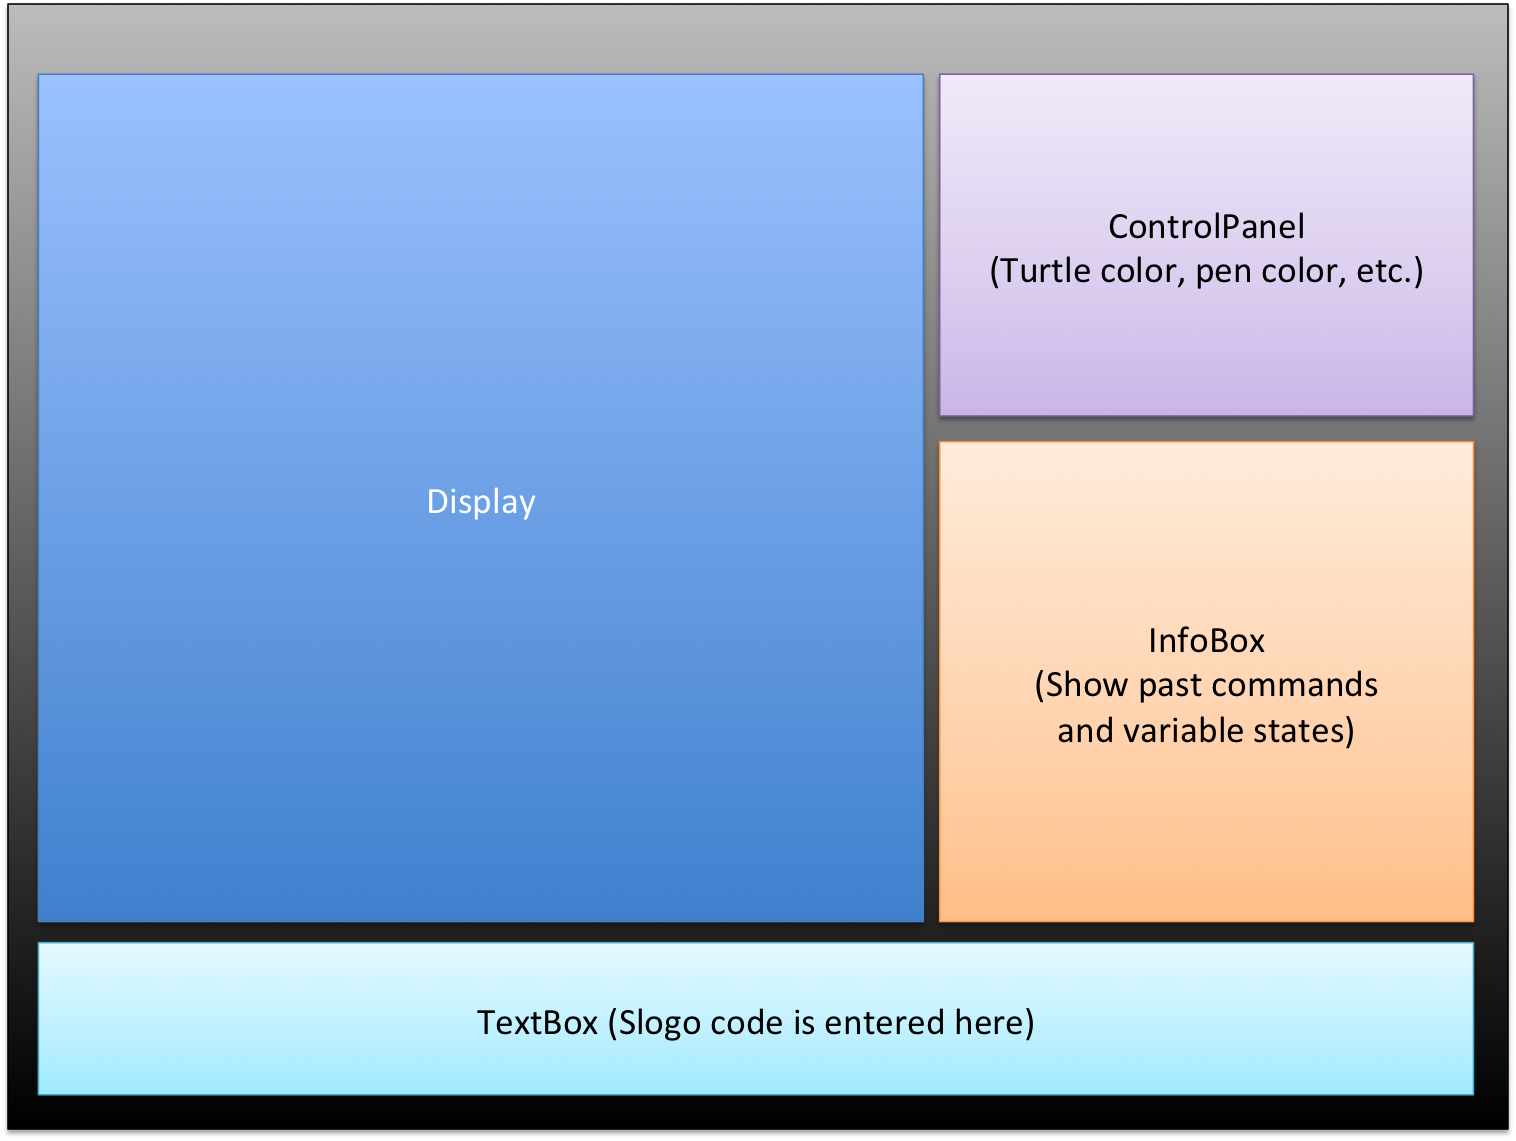 Display
ControlPanel
(Turtle color, pen color, etc.)
InfoBox
(Show past commands
and variable states)
TextBox (Slogo code is entered here)